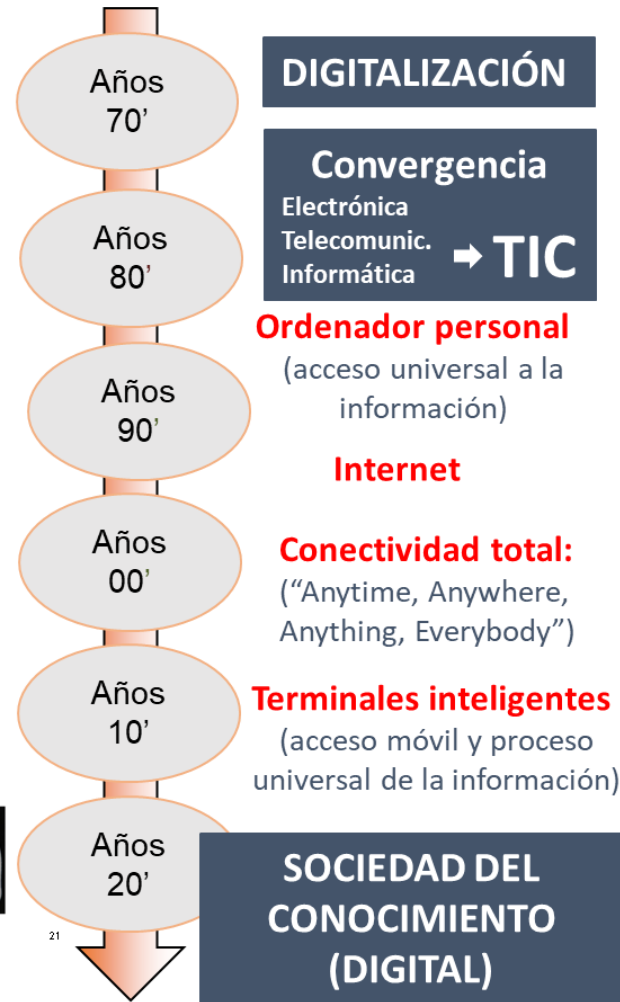 Años
70’
DIGITALIZACIÓN
Convergencia
Electrónica
Telecomunic.
Informática
➡ TIC
Años
80’
Ordenador personal
(acceso universal a la
información)
Años
90’
Internet
Años
00’
Conectividad total:
(“Anytime, Anywhere,
Anything, Everybody”)
Años
10’
Terminales inteligentes
(acceso móvil y proceso
universal de la información)
Años
20’
SOCIEDAD DEL
CONOCIMIENTO
(DIGITAL)
21